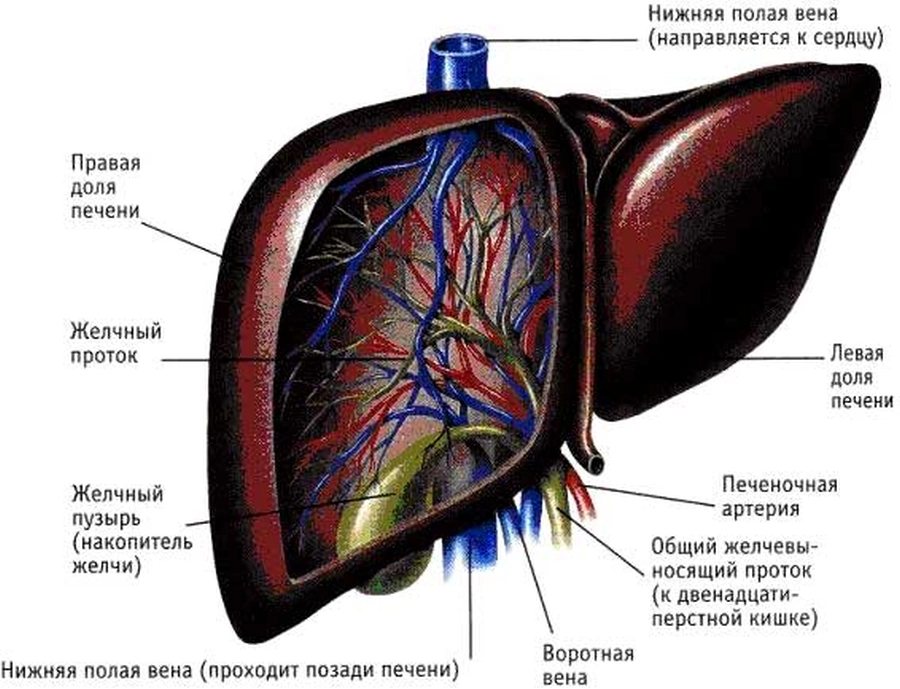 Нижняя полая вена
(направляется к сердцу)
Правая
доля
печени
Желчный
проток
Левая
доля
печени
Желчный
пузырь
(накопитель
желчи)
Печеночная
артерия
Общий желчевы-
носящий проток
(к двенадцати-
перстной кишке)
Воротная
вена
Нижняя полая вена (проходит позади печени)